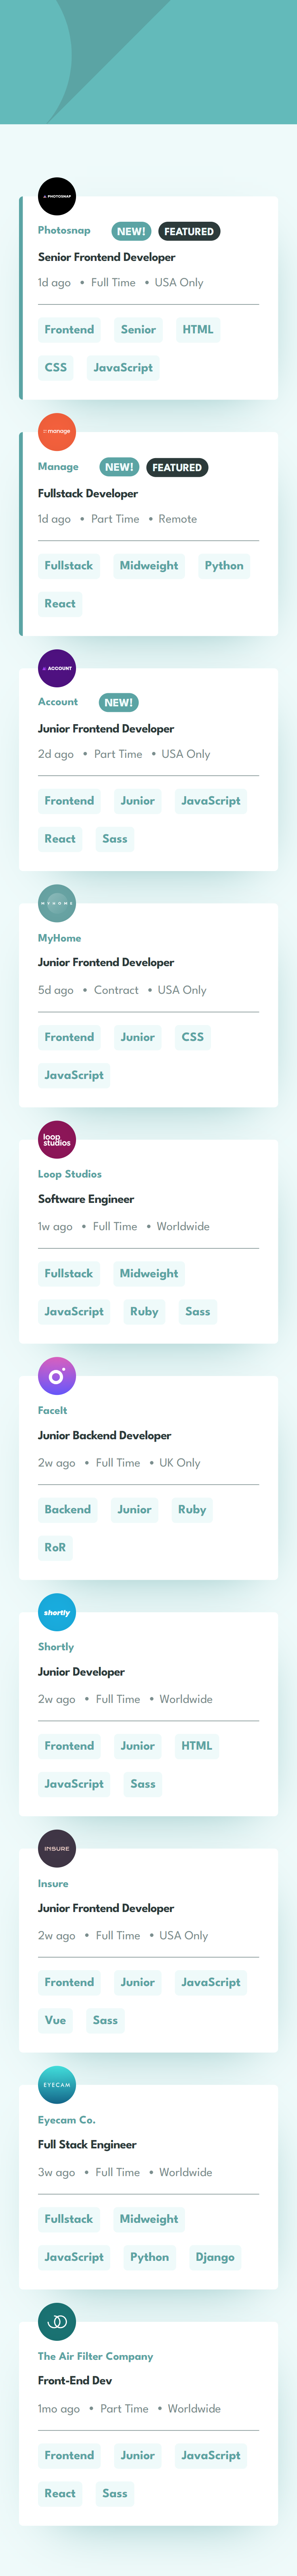 PHOTOSNAP
Photosnap NEW! FEATURED
Senior Frontend Developer
1d ago • Full Time • USA Only
Frontend Senior HTML
CSS JavaScript
manage
Manage NEW! FEATURED
Fullstack Developer
1d ago • Part Time • Remote
Fullstack Midweight Python
React
ACCOUNT
Account NEW!
Junior Frontend Developer
2d ago • Part Time • USA Only
Frontend Junior JavaScript
React Sass
MYHOME
MyHome
Junior Frontend Developer
5d ago • Contract • USA Only
Frontend Junior CSS
JavaScript
loop
studios
Loop Studios
Software Engineer
1w ago • Full Time • Worldwide
Fullstack Midweight
JavaScript Ruby Sass
FaceIt
Junior Backend Developer
2w ago • Full Time • UK Only
Backend Junior Ruby
RoR
shortly
Shortly
Junior Developer
2w ago • Full Time • Worldwide
Frontend Junior HTML
JavaScript Sass
INSURE
Insure
Junior Frontend Developer
2w ago • Full Time • USA Only
Frontend Junior JavaScript
Vue Sass
EYECAM
Eyecam Co.
Full Stack Engineer
3w ago • Full Time • Worldwide
Fullstack Midweight
JavaScript Python Django
The Air Filter Company
Front-End Dev
1mo ago • Part Time • Worldwide
Frontend Junior JavaScript
React Sass